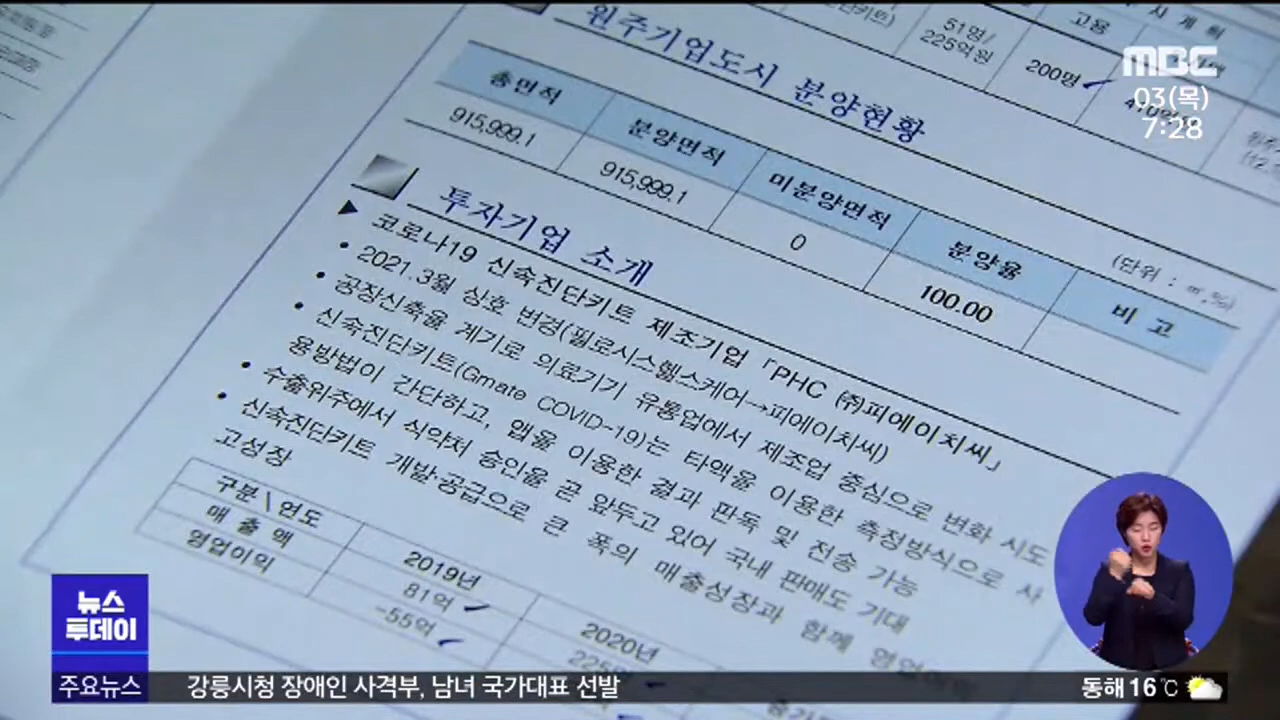 51명/
225억원
고용
200명
MBC
03(목)
7:28
원주기업도시 분양현황
(단위 : ㎡,%)
총면적 분양면적 미분양면적 분양율 비 고
915,999.1 915,999.1 0 100.00
투자기업 소개
▶ 코로나19 신속진단키트 제조기업 「PHC ㈜피에이치씨」
• 2021.3월 상호 변경(필로시스헬스케어→피에이치씨)
• 공장신축을 계기로 의료기기 유통업에서 제조업 중심으로 변화 시도
• 신속진단키트(Gmate COVID-19)는 타액을 이용한 측정방식으로 사
용방법이 간단하고, 앱을 이용한 결과 판독 및 전송 가능
• 수출위주에서 식약처 승인을 곧 앞두고 있어 국내 판매도 기대
• 신속진단키트 개발·공급으로 큰 폭의 매출성장과 함께 영업이익
고성장
구분 \ 연도 2019년 2020년
매 출 액 81억
영업이익 -55억
뉴스
투데이
주요뉴스 강릉시청 장애인 사격부, 남녀 국가대표 선발
동해 16℃